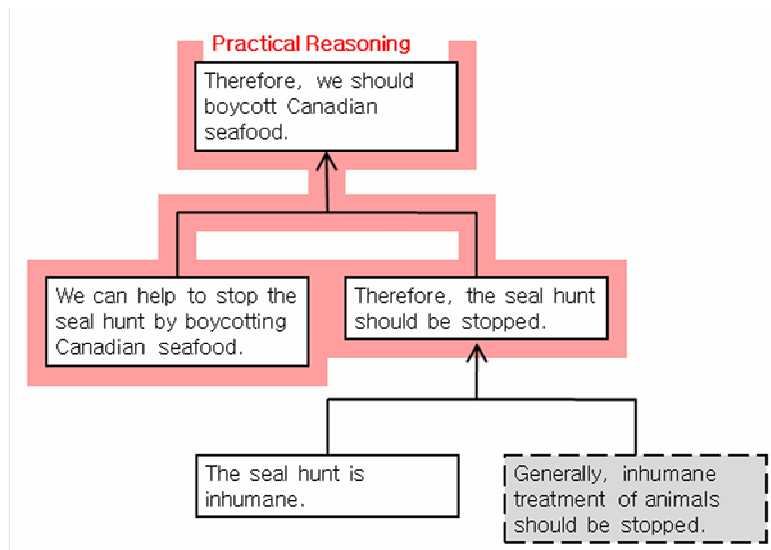 Practical Reasoning
Therefore, we should
boycott Canadian
seafood.
We can help to stop the
seal hunt by boycotting
Canadian seafood.
Therefore, the seal hunt
should be stopped.
The seal hunt is
inhumane.
Generally, inhumane
treatment of animals
should be stopped.